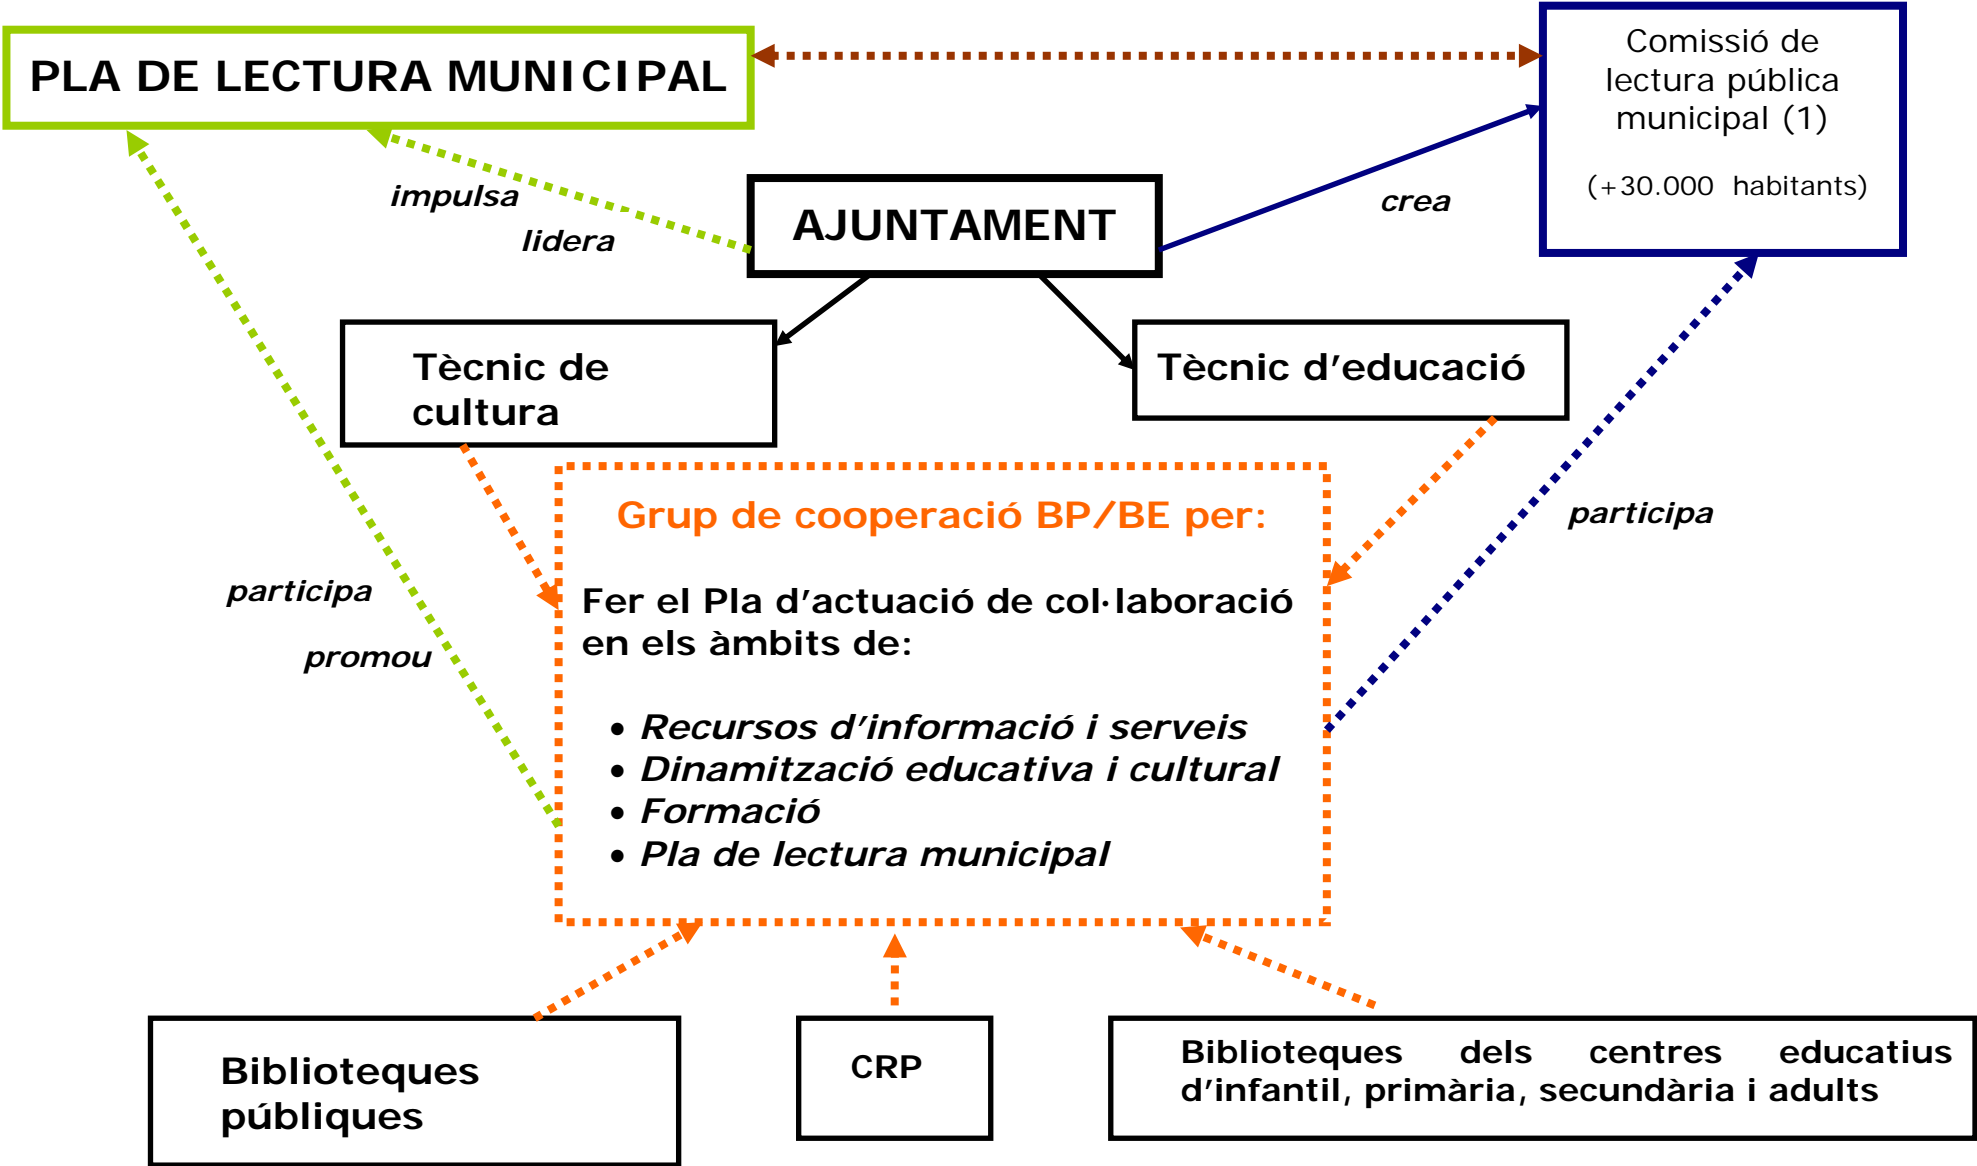 PLA DE LECTURA MUNICIPAL
Comissió de
lectura pública
municipal (1)
(+30.000 habitants)
impulsa
lidera
AJUNTAMENT
crea
Tècnic de
cultura
Tècnic d’educació
Grup de cooperació BP/BE per:
participa
participa
promou
Fer el Pla d’actuació de col·laboració
en els àmbits de:
• Recursos d’informació i serveis
• Dinamització educativa i cultural
• Formació
• Pla de lectura municipal
Biblioteques
públiques
CRP
Biblioteques dels centres educatius
d’infantil, primària, secundària i adults